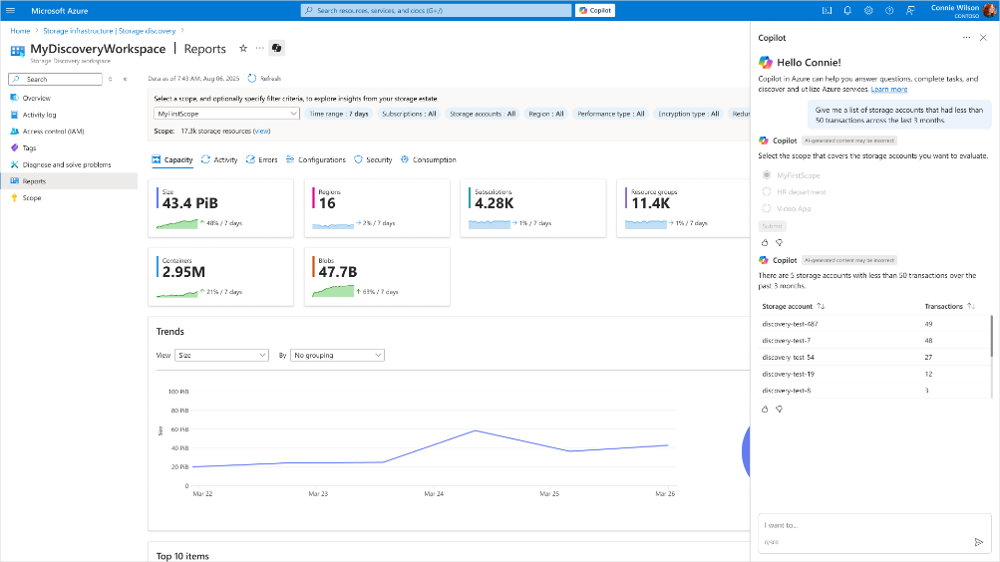 Microsoft Azure
Search resources, services, and docs (G+/)
Copilot
Connie Wilson
CONTOSO
Home > Storage infrastructure | Storage discovery >
MyDiscoveryWorkspace | Reports
Storage Discovery workspace
Search
Overview
Activity log
Access control (IAM)
Tags
Diagnose and solve problems
Reports
Scope
Data as of 7:43 AM; Aug 06, 2025
Refresh
Select a scope, and optionally specify filter criteria, to explore insights from your storage estate.
MyFirstScope
Time range : 7 days
Subscriptions : All
Storage accounts : All
Region : All
Performance type : All
Encryption type : All
Scope: 17.3k storage resources (view)
Capacity
Activity
Errors
Configurations
Security
Consumption
Size
43.4 PiB
↑ 48% / 7 days
Regions
16
→ 2% / 7 days
Subscriptions
4.28K
→ 1% / 7 days
Resource groups
11.4K
→ 1% / 7 days
Containers
2.95M
↑ 21% / 7 days
Blobs
47.7B
↑ 63% / 7 days
Trends
View Size By No grouping
Size
100 PiB
80 PiB
60 PiB
40 PiB
20 PiB
0
Mar 22 Mar 23 Mar 24 Mar 25 Mar 26
Top 10 items
Copilot
Hello Connie!
Copilot in Azure can help you answer questions, complete tasks, and
discover and utilize Azure services. Learn more
Give me a list of storage accounts that had less than
50 transactions across the last 3 months.
Copilot AI-generated content may be incorrect
Select the scope that covers the storage accounts you want to evaluate.
MyFirstScope
HR department
Video App
Submit
Copilot AI-generated content may be incorrect
There are 5 storage accounts with less than 50 transactions over the
past 3 months.
Storage account ↑↓ Transactions ↑↓
discovery-test-487 49
discovery-test-7 48
discovery-test-54 27
discovery-test-19 12
discovery-test-8 3
I want to...
0/500